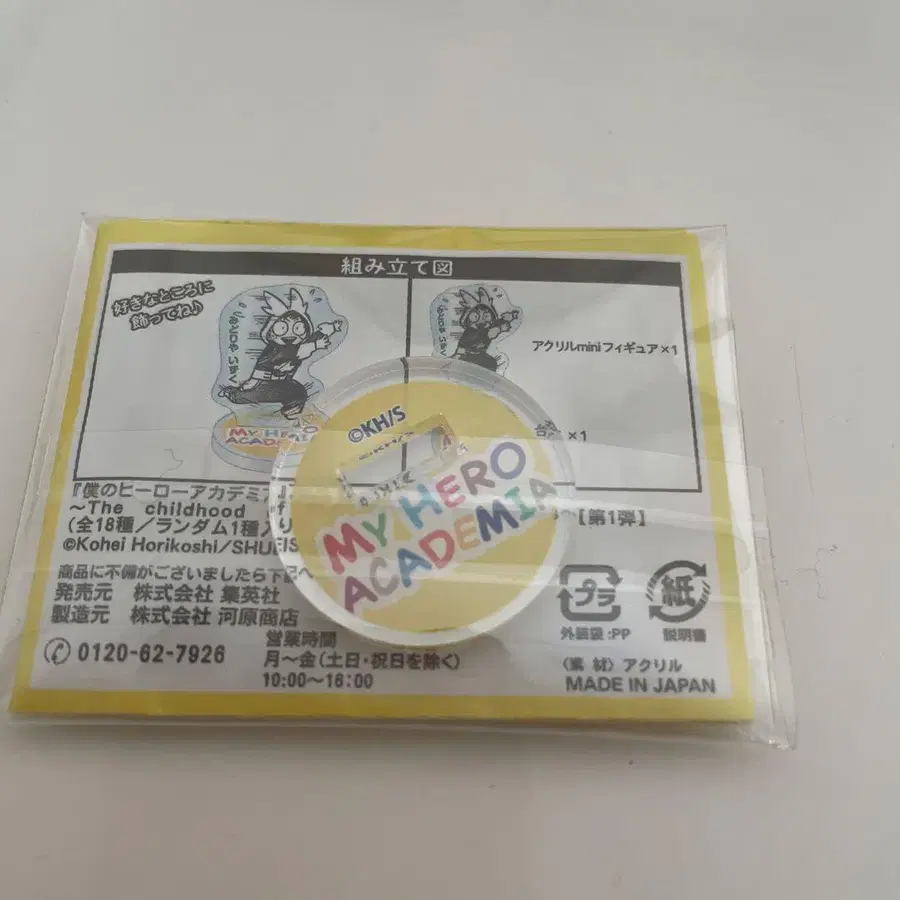 組み立て図
好きなところに
飾ってね♪
みどりや いずく
MY HERO
ACADEMIA
アクリルminiフィギュア×1
台座 ×1
©KH/S
MY HERO
ACADEMIA
『僕のヒーローアカデミア』
～The childhood of
(全18種／ランダム1種入り
【第1弾】
©Kohei Horikoshi/SHUEIS
商品に不備がございましたら下記へ
発売元 株式会社 集英社
製造元 株式会社 河原商店
0120-62-7926
営業時間
月～金(土日・祝日を除く)
10:00～16:00
プラ
外装袋:PP
紙
説明書
〈素 材〉アクリル
MADE IN JAPAN